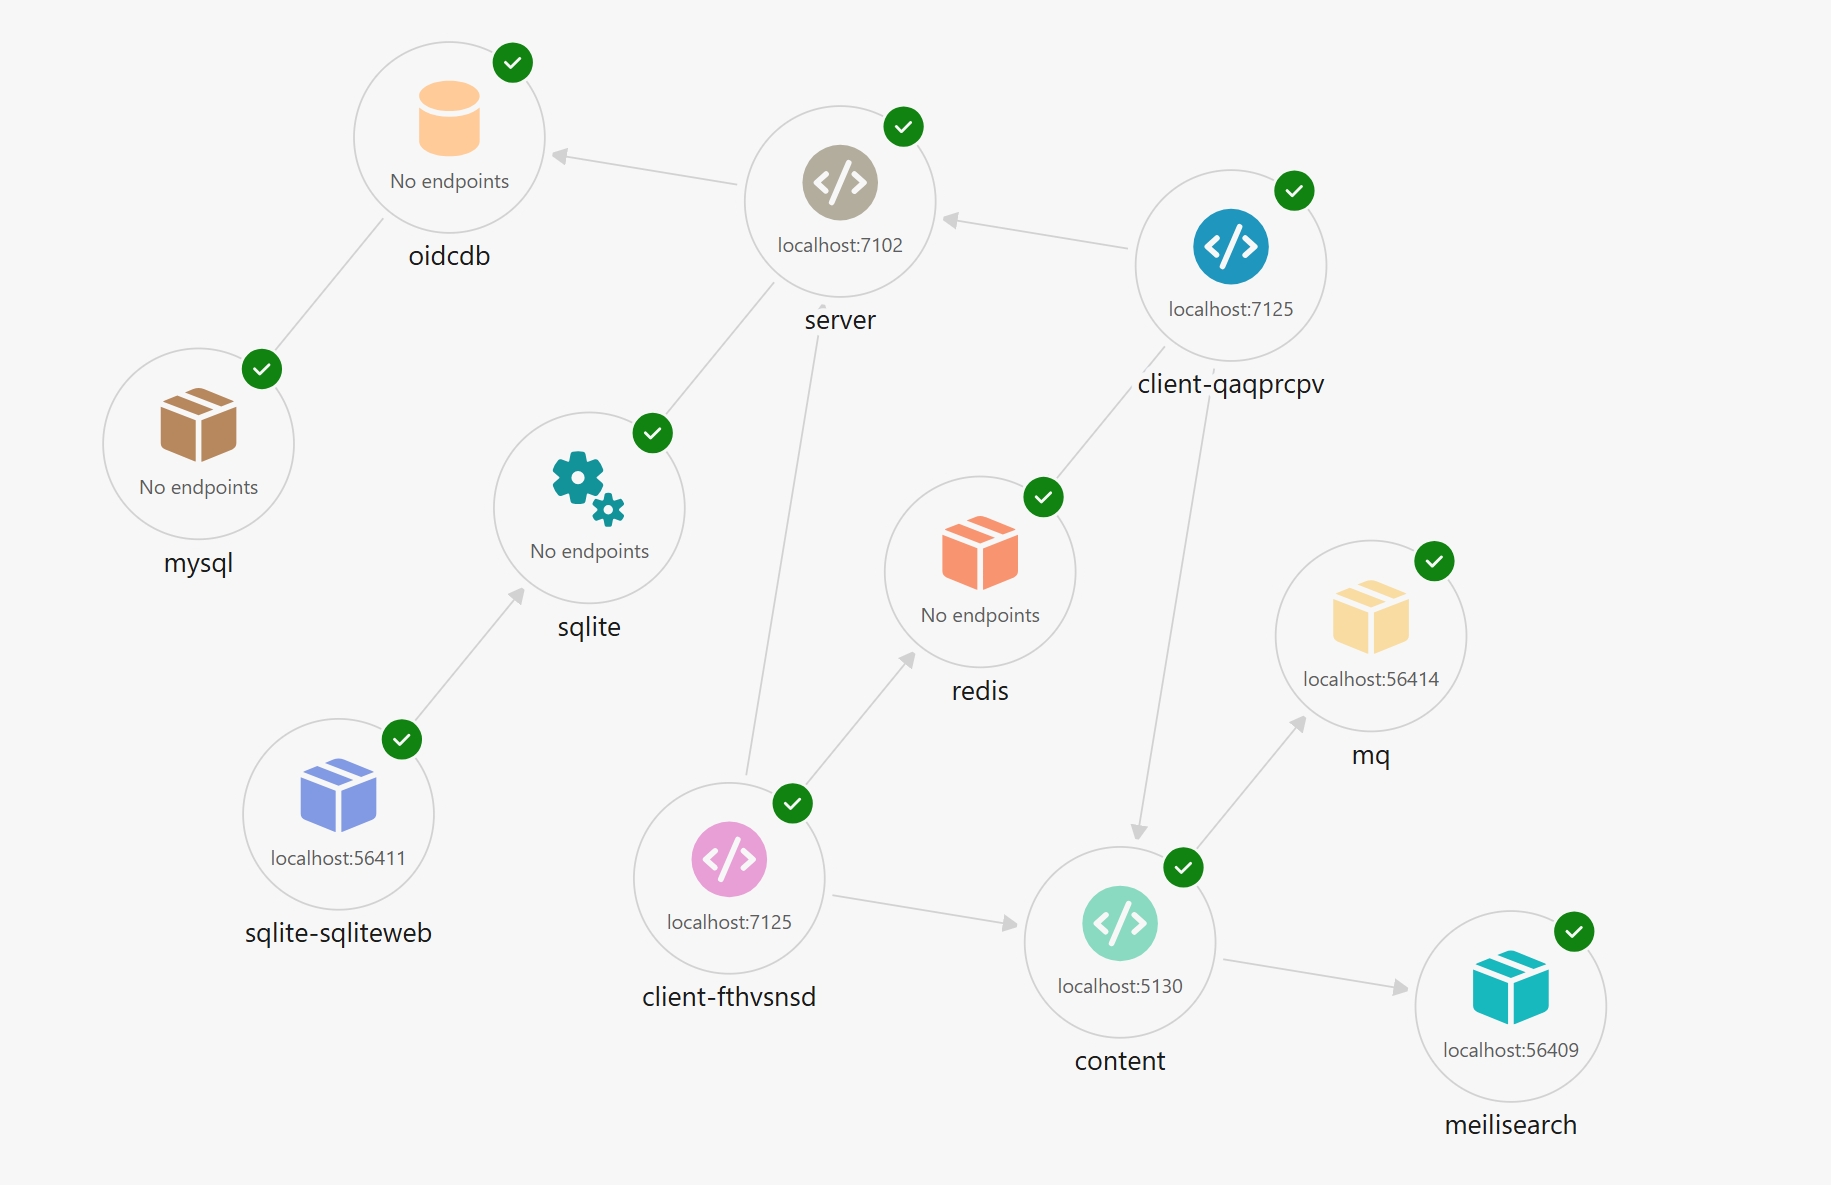 No endpoints
oidcdb
localhost:7102
server
localhost:7125
client-qaqprcpv
No endpoints
mysql
No endpoints
sqlite
No endpoints
redis
localhost:56414
mq
localhost:56411
sqlite-sqliteweb
localhost:7125
client-fthvsnsd
localhost:5130
content
localhost:56409
meilisearch